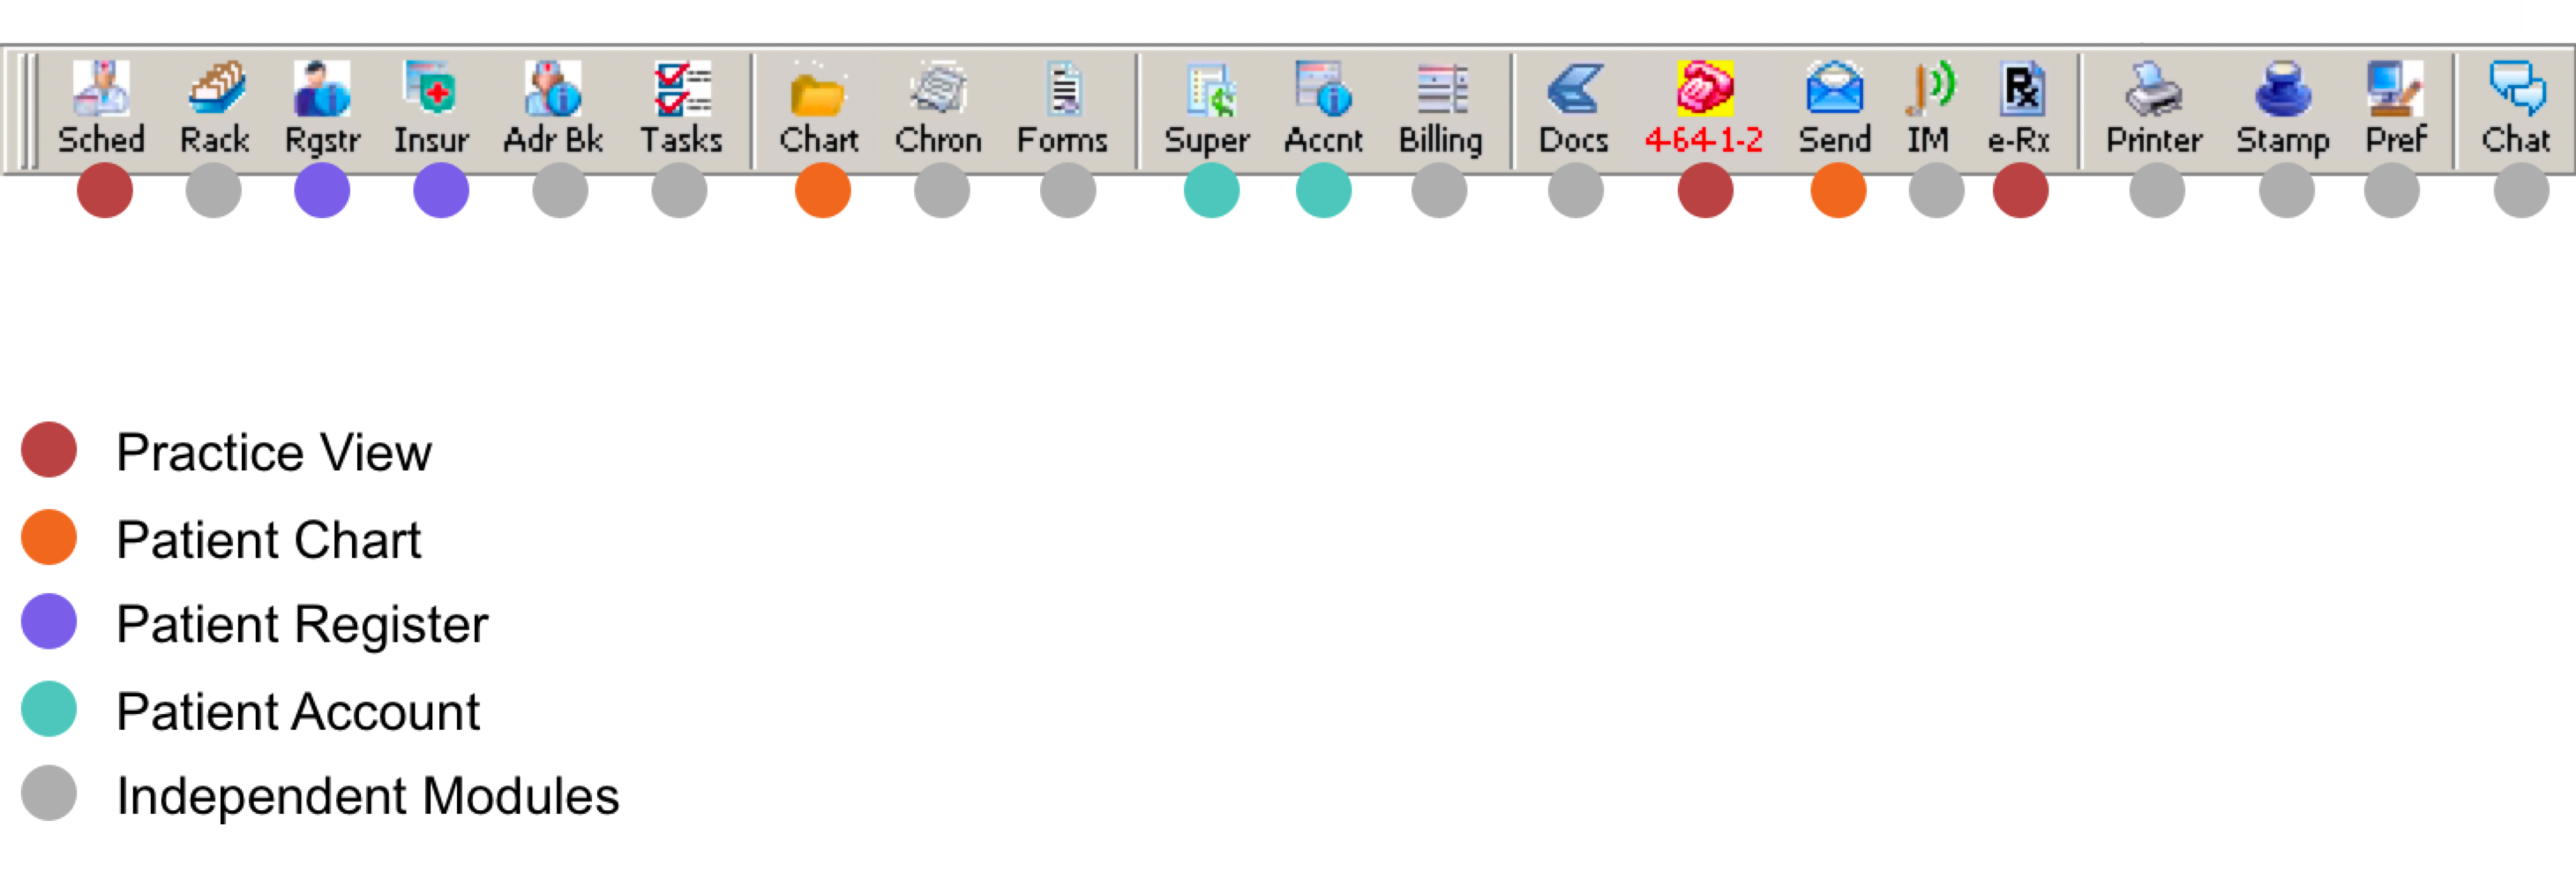 Sched Rack Rgstr Insur Adr Bk Tasks Chart Chron Forms Super Accnt Billing Docs 4-64-1-2 Send IM e-Rx Printer Stamp Pref Chat
Practice View
Patient Chart
Patient Register
Patient Account
Independent Modules